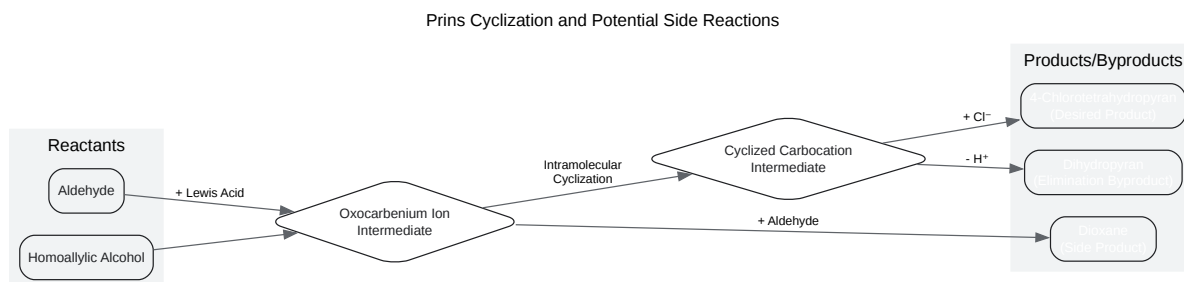 Prins Cyclization and Potential Side Reactions
Products/Byproducts
4-Chlorotetrahydropyran
(Desired Product)
+ Cl⁻
Cyclized Carbocation
Intermediate
- H⁺
Dihydropyran
(Elimination Byproduct)
Reactants
Aldehyde
+ Lewis Acid
Intramolecular
Cyclization
Oxocarbenium Ion
Intermediate
+ Aldehyde
Dioxane
(Side Product)
Homoallylic Alcohol